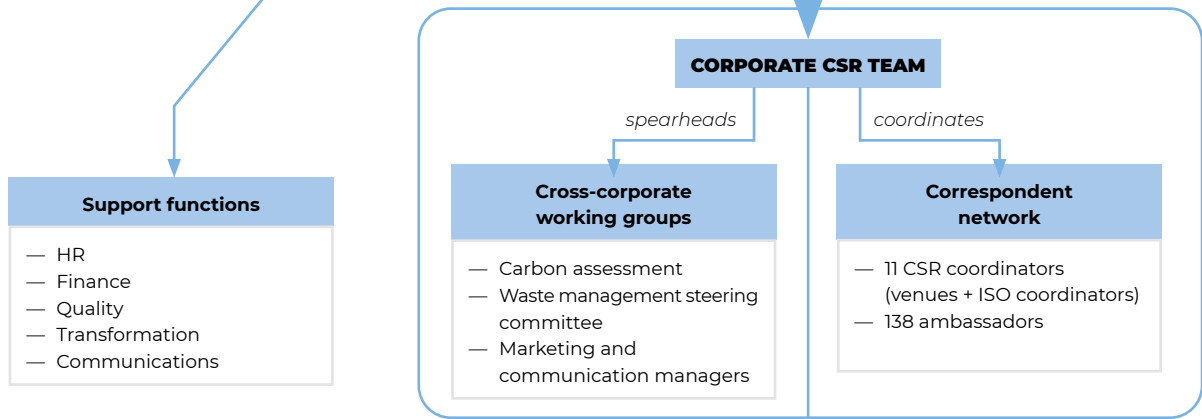 CORPORATE CSR TEAM
spearheads
coordinates
Support functions
— HR
— Finance
— Quality
— Transformation
— Communications
Cross-corporate
working groups
— Carbon assessment
— Waste management steering
committee
— Marketing and
communication managers
Correspondent
network
— 11 CSR coordinators
(venues + ISO coordinators)
— 138 ambassadors